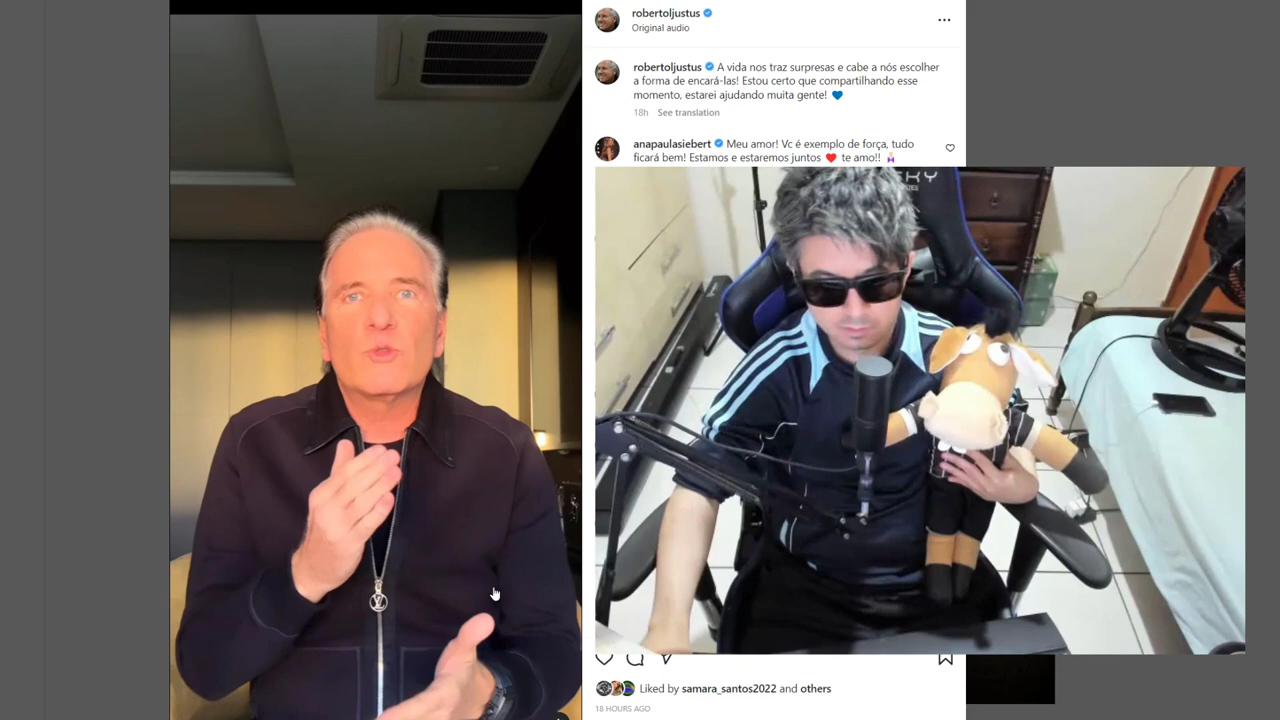 robertoljustus
Original audio
robertoljustus A vida nos traz surpresas e cabe a nós escolher
a forma de encará-las! Estou certo que compartilhando esse
momento, estarei ajudando muita gente! 💙
18h See translation
anapaulasiebert Meu amor! Vc é exemplo de força, tudo
ficará bem! Estamos e estaremos juntos ❤️ te amo!! 🧘🏻‍♀️
LV
Liked by samara_santos2022 and others
18 HOURS AGO